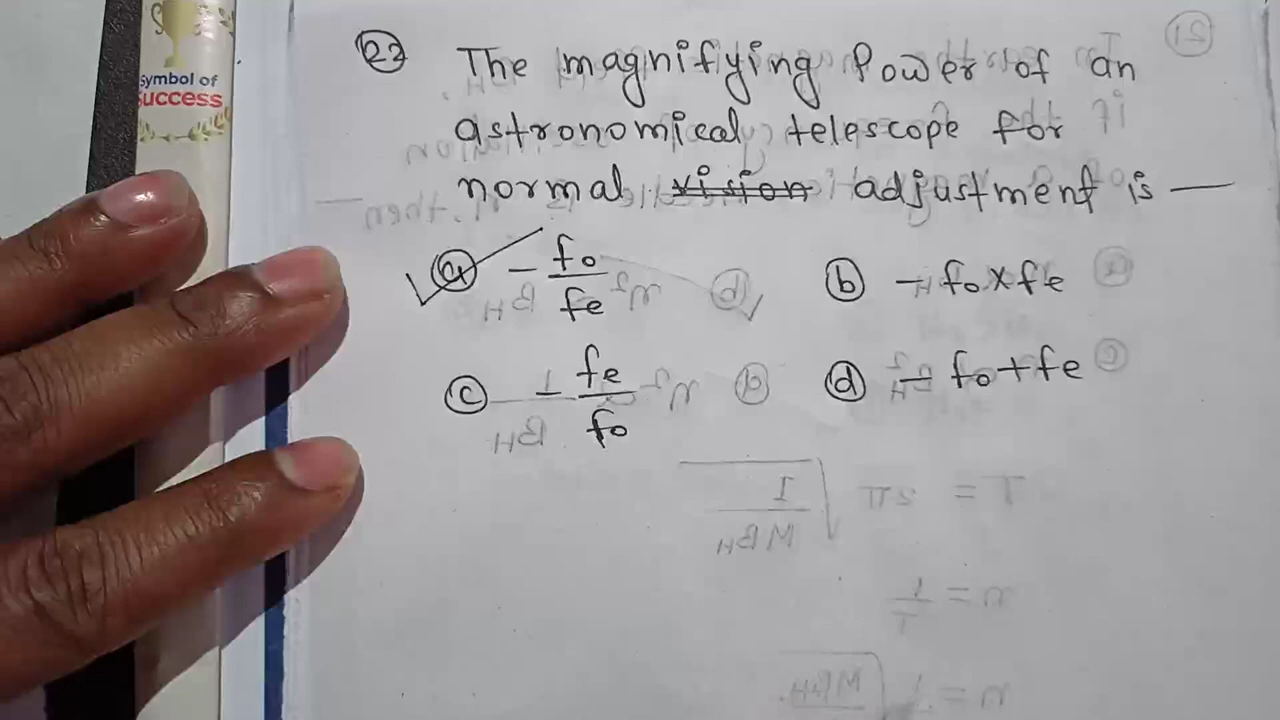 Symbol of
Success
22 The magnifying Power of an
astronomical telescope for
normal vision adjustment is —
a - fo/fe
b - fo x fe
c - fe/fo
d - fo + fe